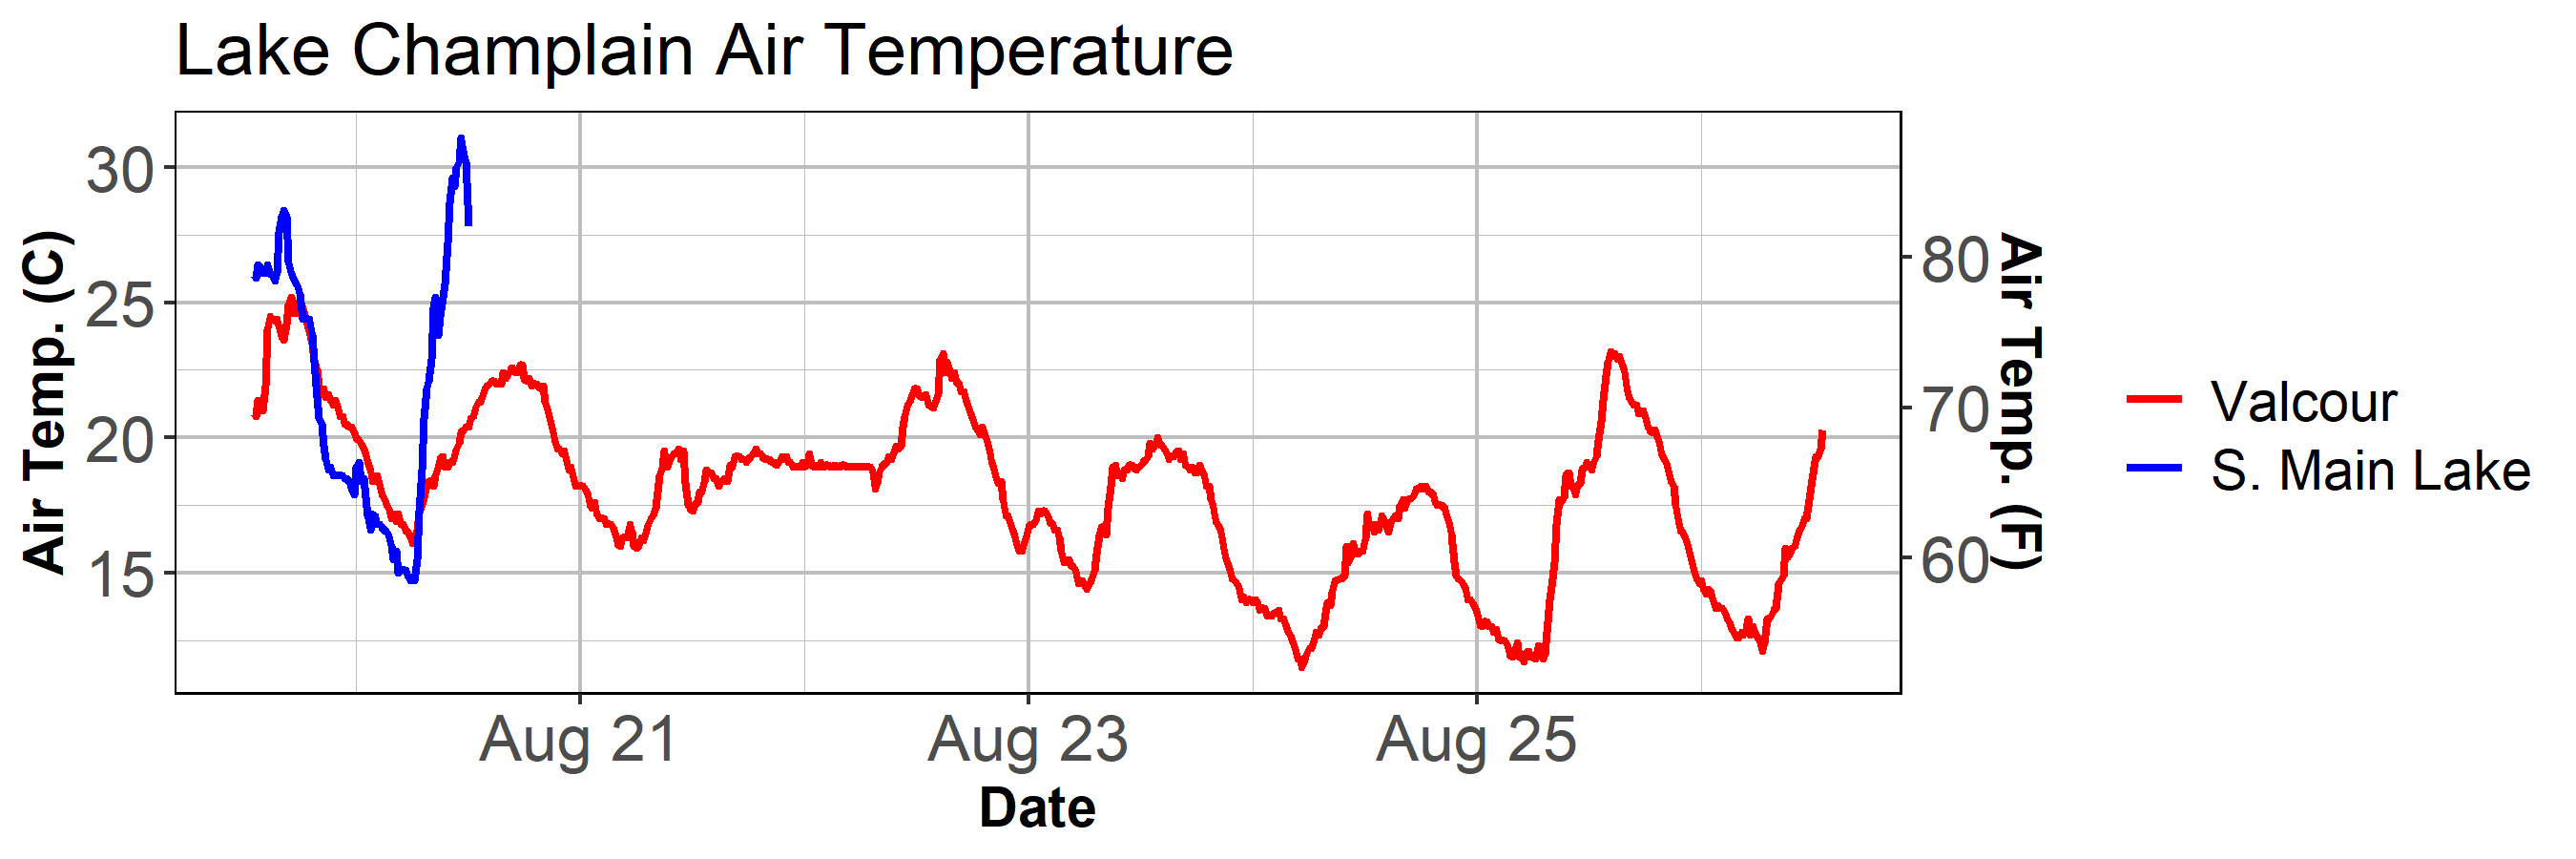 Lake Champlain Air Temperature
Air Temp. (C)
30
25
20
15
80
70
60
Air Temp. (F)
Aug 21
Aug 23
Aug 25
Date
Valcour
S. Main Lake